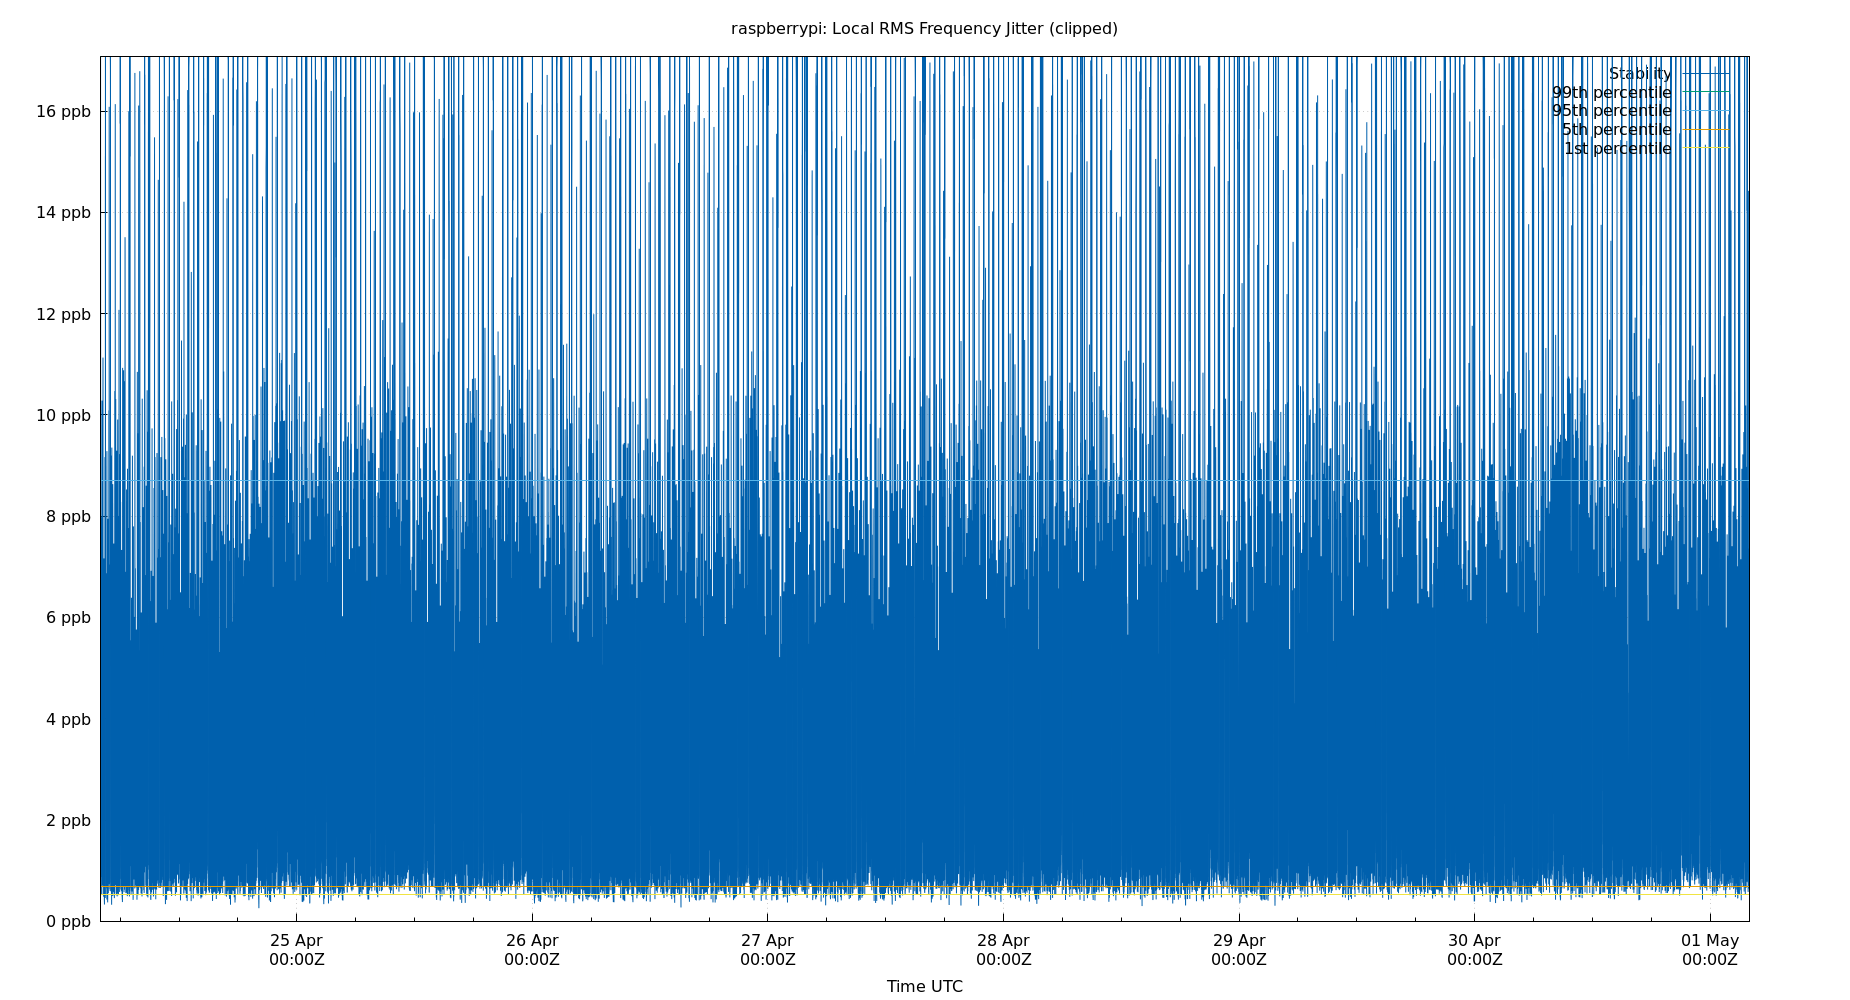 raspberrypi: Local RMS Frequency Jitter (clipped)
Stability
99th percentile
95th percentile
5th percentile
1st percentile
16 ppb
14 ppb
12 ppb
10 ppb
8 ppb
6 ppb
4 ppb
2 ppb
0 ppb
25 Apr
00:00Z
26 Apr
00:00Z
27 Apr
00:00Z
28 Apr
00:00Z
29 Apr
00:00Z
30 Apr
00:00Z
01 May
00:00Z
Time UTC